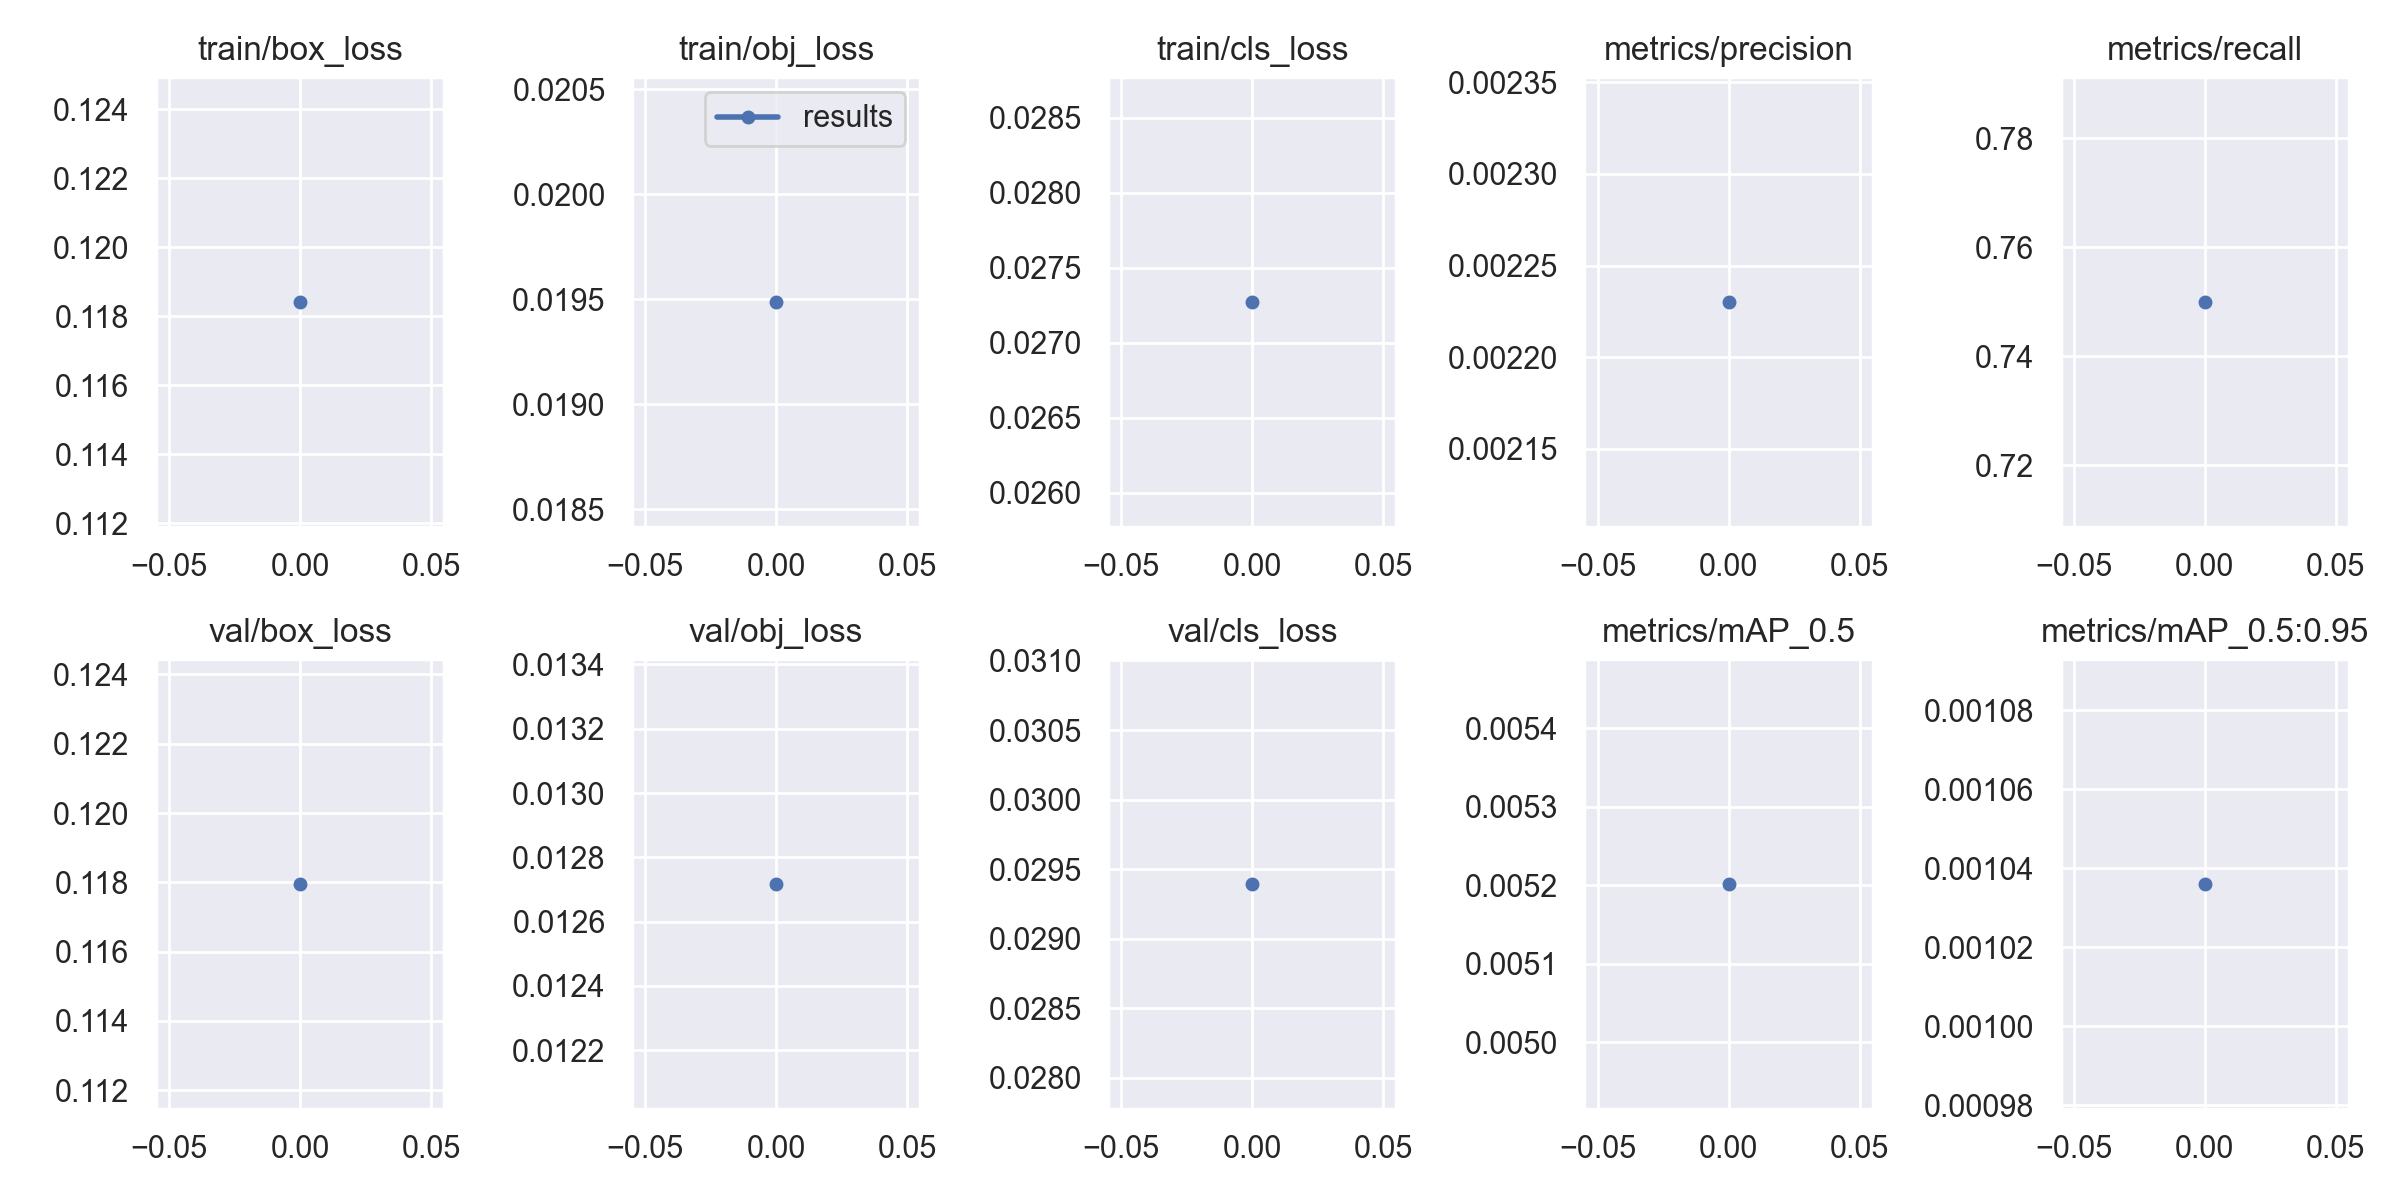 train/box_loss
0.124
0.122
0.120
0.118
0.116
0.114
0.112
−0.05 0.00 0.05
train/obj_loss
results
0.0205
0.0200
0.0195
0.0190
0.0185
−0.05 0.00 0.05
train/cls_loss
0.0285
0.0280
0.0275
0.0270
0.0265
0.0260
−0.05 0.00 0.05
metrics/precision
0.00235
0.00230
0.00225
0.00220
0.00215
−0.05 0.00 0.05
metrics/recall
0.78
0.76
0.74
0.72
−0.05 0.00 0.05
val/box_loss
0.124
0.122
0.120
0.118
0.116
0.114
0.112
−0.05 0.00 0.05
val/obj_loss
0.0134
0.0132
0.0130
0.0128
0.0126
0.0124
0.0122
−0.05 0.00 0.05
val/cls_loss
0.0310
0.0305
0.0300
0.0295
0.0290
0.0285
0.0280
−0.05 0.00 0.05
metrics/mAP_0.5
0.0054
0.0053
0.0052
0.0051
0.0050
−0.05 0.00 0.05
metrics/mAP_0.5:0.95
0.00108
0.00106
0.00104
0.00102
0.00100
0.00098
−0.05 0.00 0.05